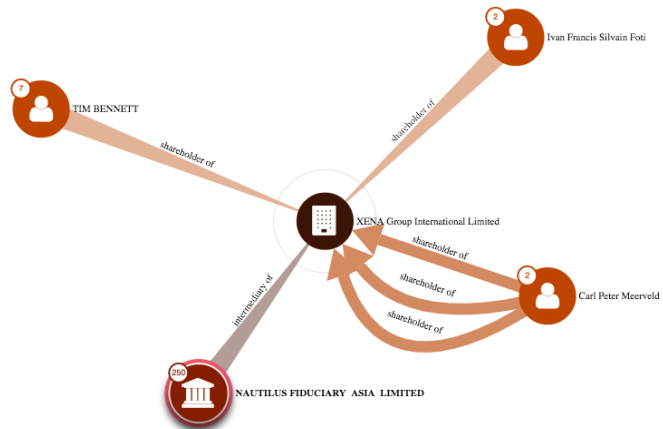 2
Ivan Francis Silvain Foti
7
TIM BENNETT
shareholder of
shareholder of
XENA Group International Limited
shareholder of
2
shareholder of
Carl Peter Meerveld
shareholder of
intermediary of
250
NAUTILUS FIDUCIARY ASIA LIMITED